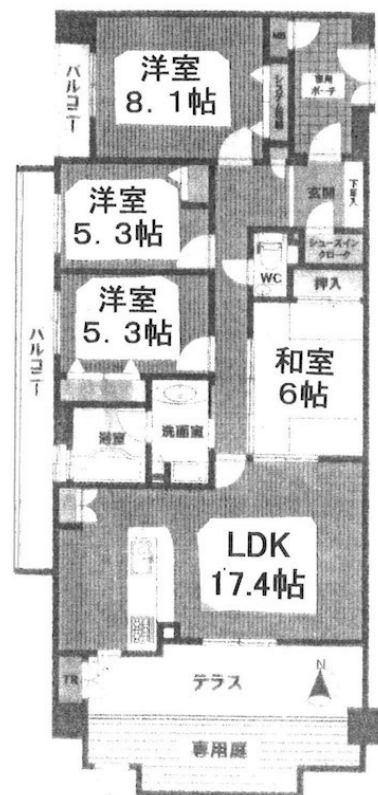 洋室
8.1帖
バルコニー
MB
専用
ポーチ
システム収納
玄関
下足入
シューズイン
クローク
洋室
5.3帖
WC
押入
洋室
5.3帖
バルコニー
和室
6帖
浴室
洗面室
LDK
17.4帖
TR
テラス
N
専用庭